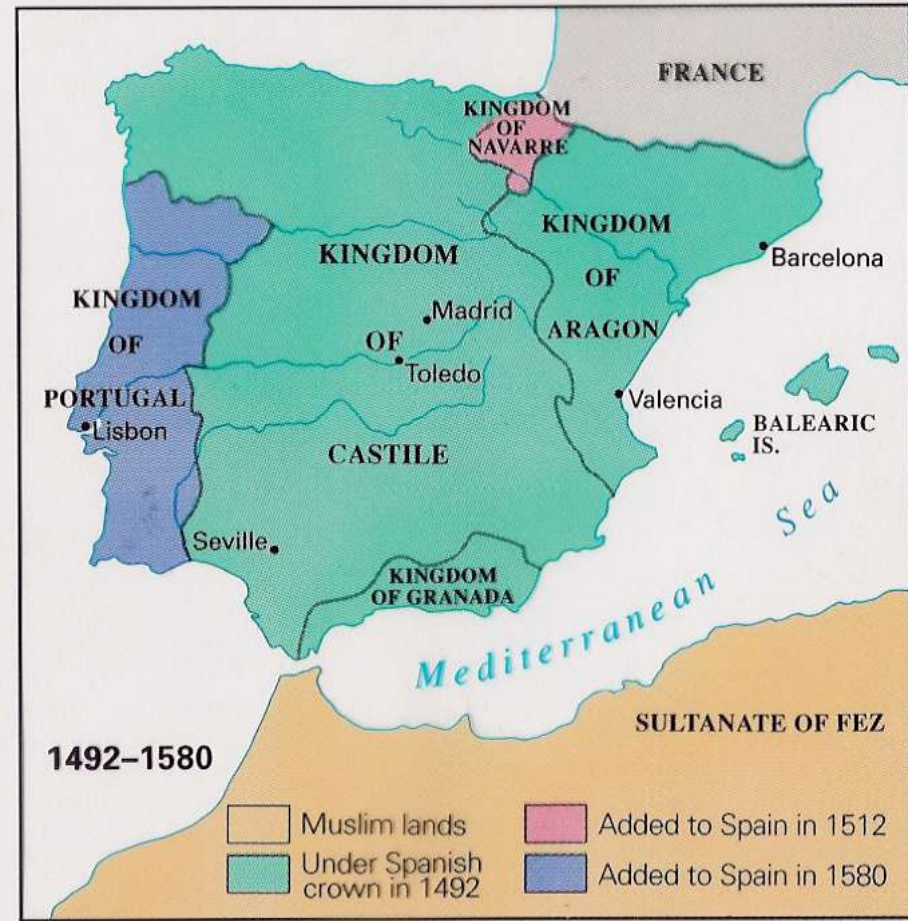 FRANCE
KINGDOM
OF
NAVARRE
KINGDOM
OF
ARAGON
Barcelona
KINGDOM
OF
CASTILE
Madrid
Toledo
KINGDOM
OF
PORTUGAL
Lisbon
Valencia
BALEARIC
IS.
Seville
KINGDOM
OF GRANADA
Mediterranean Sea
SULTANATE OF FEZ
1492–1580
Muslim lands
Under Spanish
crown in 1492
Added to Spain in 1512
Added to Spain in 1580